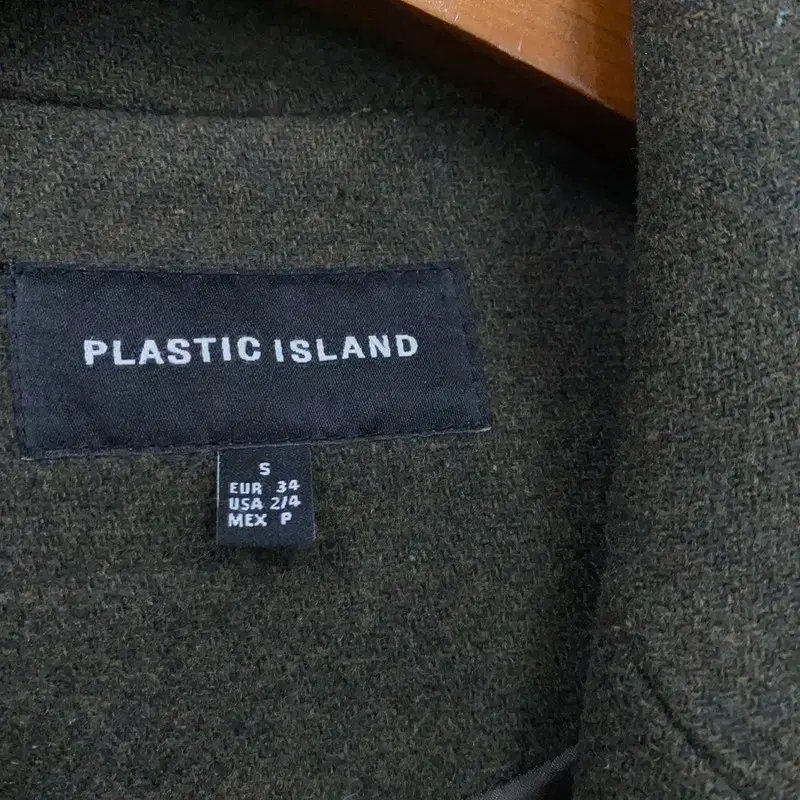 PLASTIC ISLAND
S
EUR 34
USA 2/4
MEX P